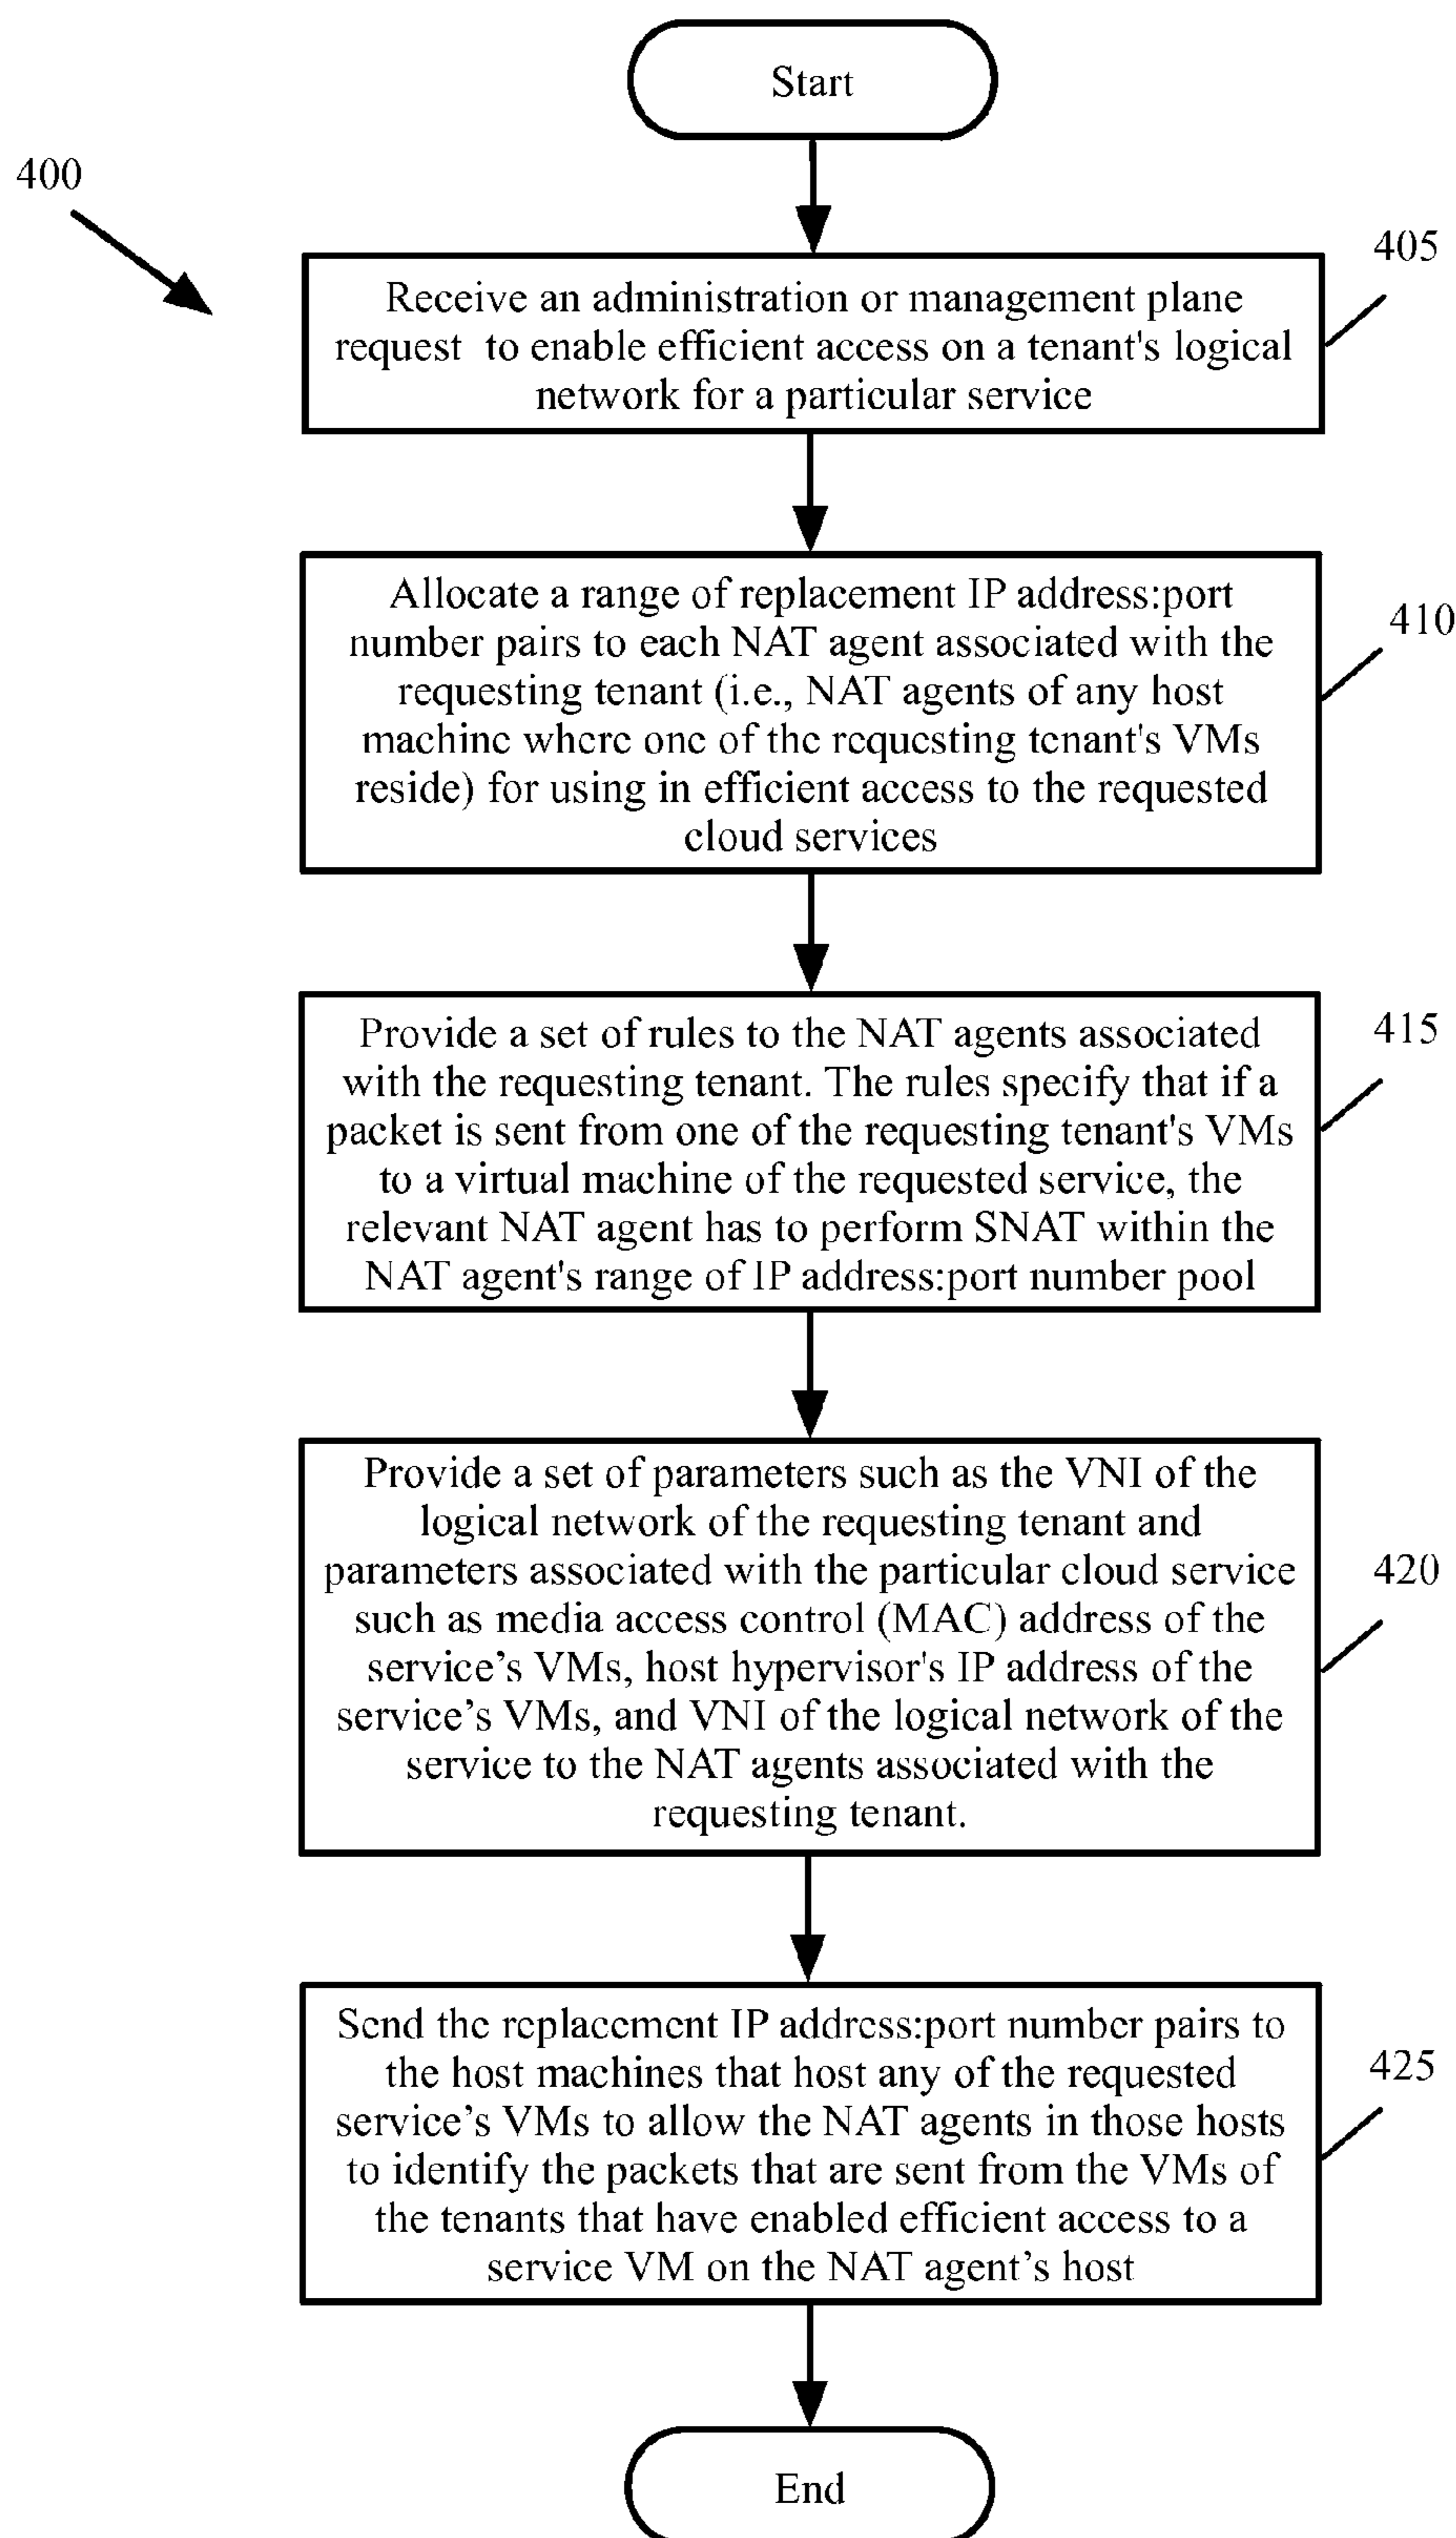 Start
400
405
Receive an administration or management plane
request to enable efficient access on a tenant's logical
network for a particular service
Allocate a range of replacement IP address:port
number pairs to each NAT agent associated with the
requesting tenant (i.e., NAT agents of any host
machine where one of the requesting tenant's VMs
reside) for using in efficient access to the requested
cloud services
410
Provide a set of rules to the NAT agents associated
with the requesting tenant. The rules specify that if a
packet is sent from one of the requesting tenant's VMs
to a virtual machine of the requested service, the
relevant NAT agent has to perform SNAT within the
NAT agent's range of IP address:port number pool
415
Provide a set of parameters such as the VNI of the
logical network of the requesting tenant and
parameters associated with the particular cloud service
such as media access control (MAC) address of the
service’s VMs, host hypervisor's IP address of the
service’s VMs, and VNI of the logical network of the
service to the NAT agents associated with the
requesting tenant.
420
Send the replacement IP address:port number pairs to
the host machines that host any of the requested
service’s VMs to allow the NAT agents in those hosts
to identify the packets that are sent from the VMs of
the tenants that have enabled efficient access to a
service VM on the NAT agent’s host
425
End